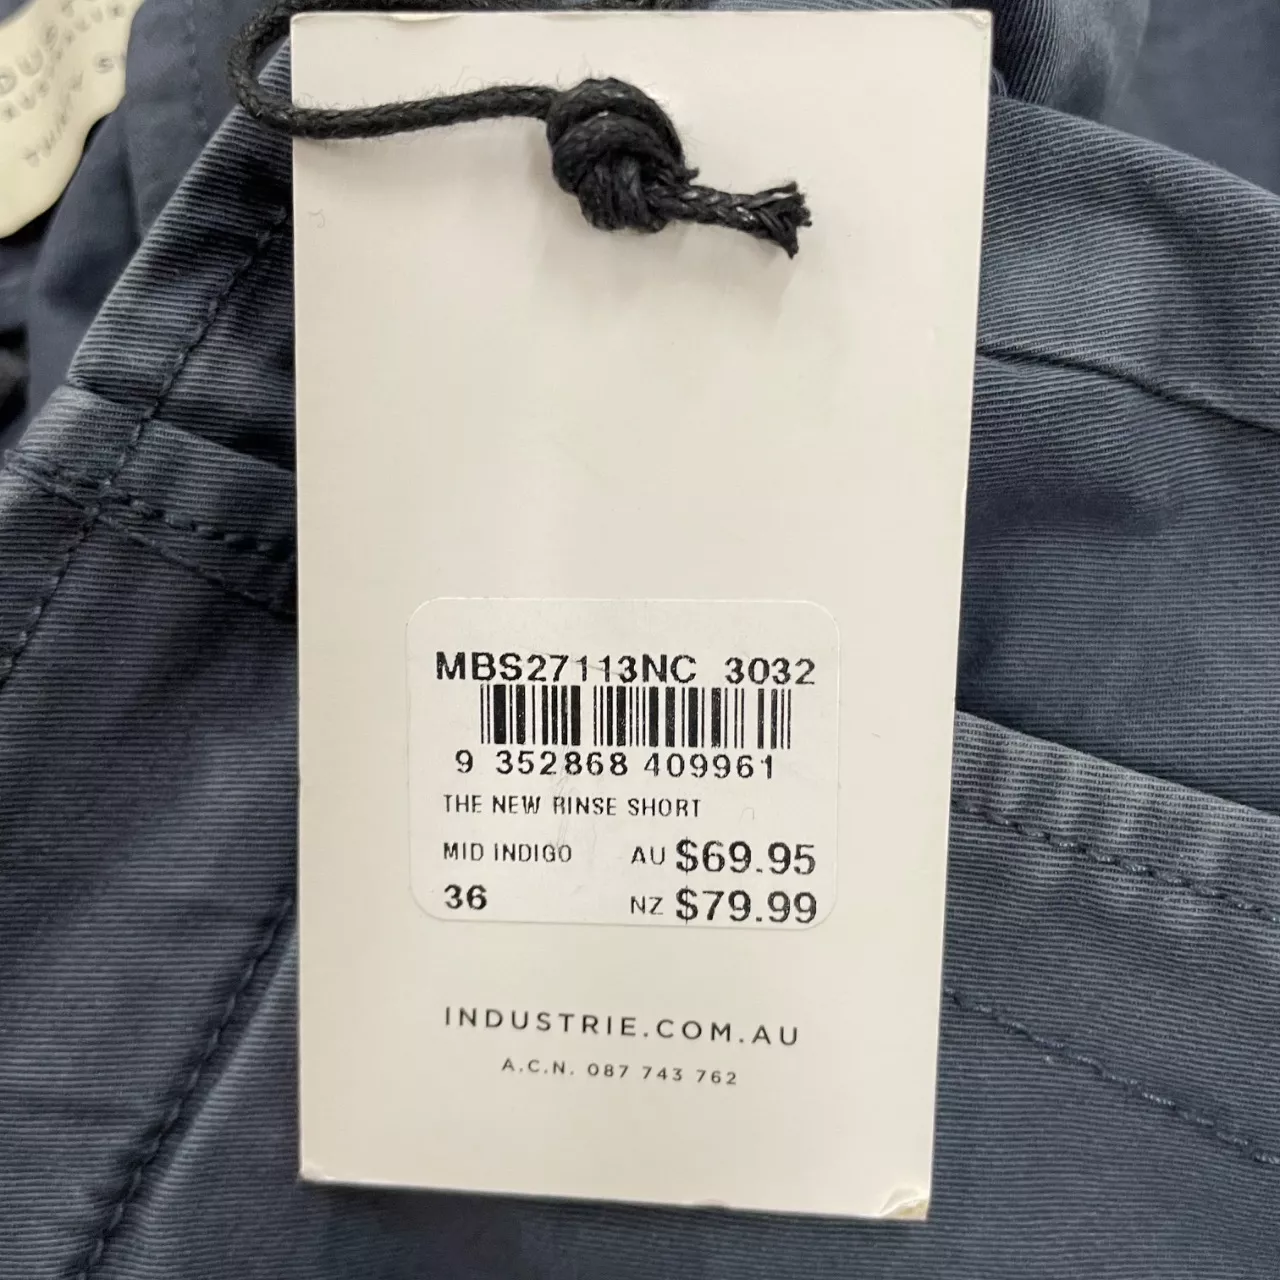 MBS27113NC 3032
9 352868 409961
THE NEW RINSE SHORT
MID INDIGO AU $69.95
36 NZ $79.99
INDUSTRIE.COM.AU
A.C.N. 087 743 762